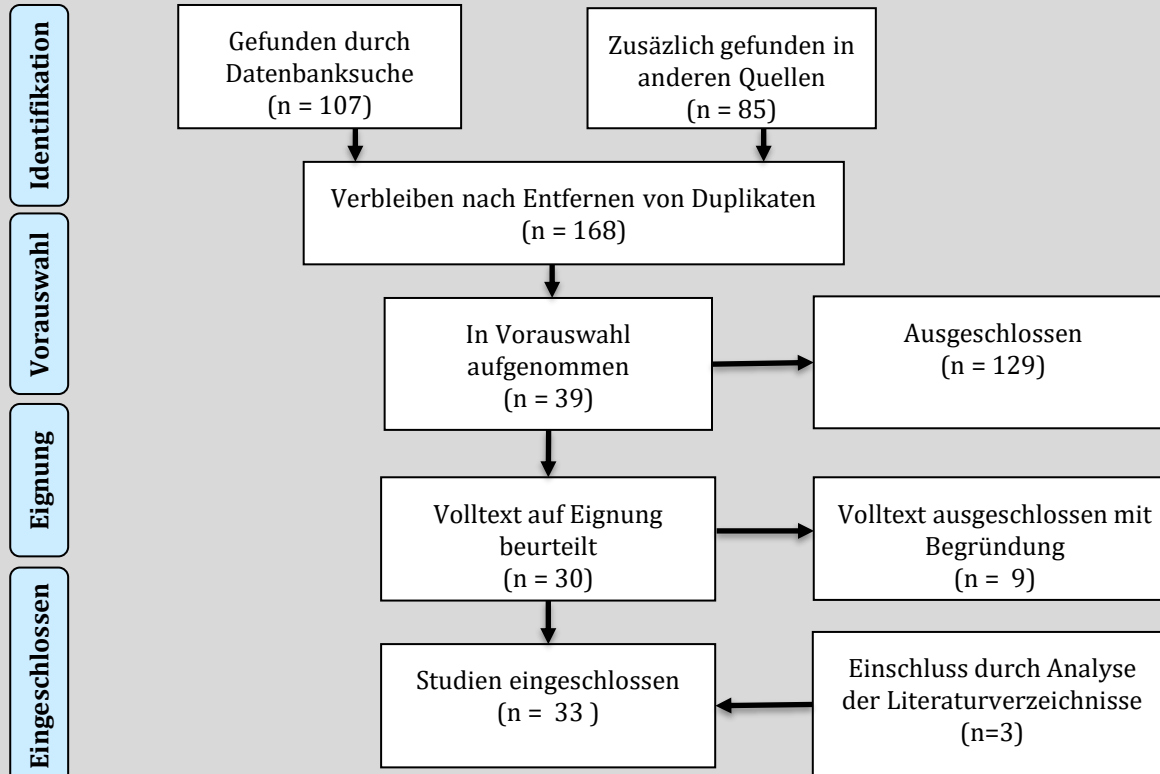 Identifikation
Gefunden durch
Datenbanksuche
(n = 107)
Zusäzlich gefunden in
anderen Quellen
(n = 85)
Verbleiben nach Entfernen von Duplikaten
(n = 168)
Vorauswahl
In Vorauswahl
aufgenommen
(n = 39)
Ausgeschlossen
(n = 129)
Eignung
Volltext auf Eignung
beurteilt
(n = 30)
Volltext ausgeschlossen mit
Begründung
(n =  9)
Eingeschlossen
Studien eingeschlossen
(n =  33 )
Einschluss durch Analyse
der Literaturverzeichnisse
(n=3)